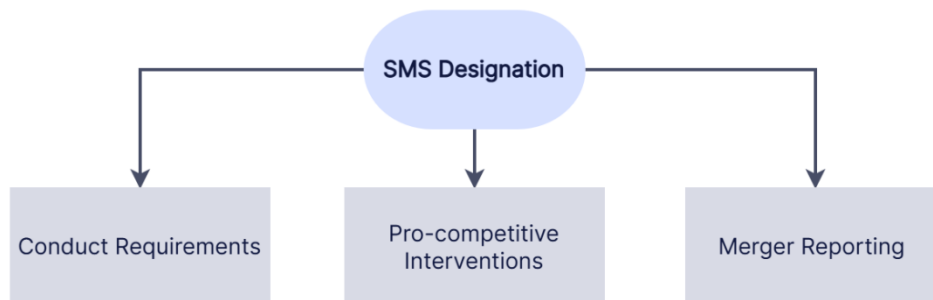 SMS Designation
Conduct Requirements
Pro-competitive
Interventions
Merger Reporting